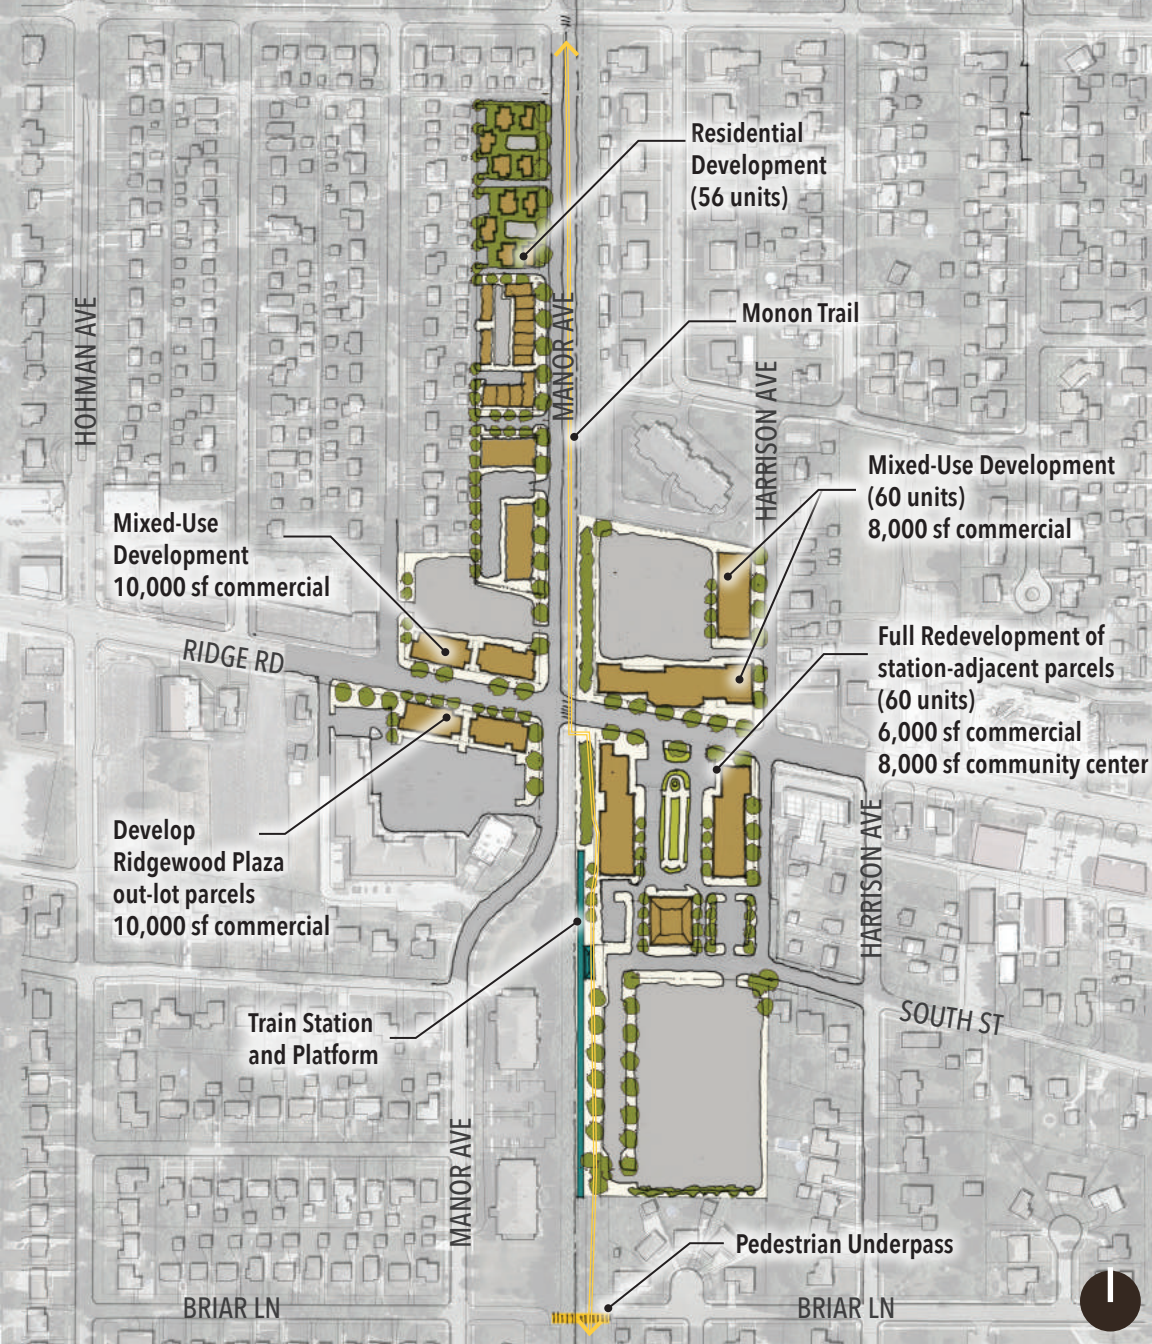 Residential
Development
(56 units)
HOHMAN AVE
MANOR AVE
Monon Trail
HARRISON AVE
Mixed-Use Development
(60 units)
8,000 sf commercial
Mixed-Use
Development
10,000 sf commercial
RIDGE RD
Full Redevelopment of
station-adjacent parcels
(60 units)
6,000 sf commercial
8,000 sf community center
Develop
Ridgewood Plaza
out-lot parcels
10,000 sf commercial
HARRISON AVE
Train Station
and Platform
SOUTH ST
MANOR AVE
Pedestrian Underpass
BRIAR LN
BRIAR LN